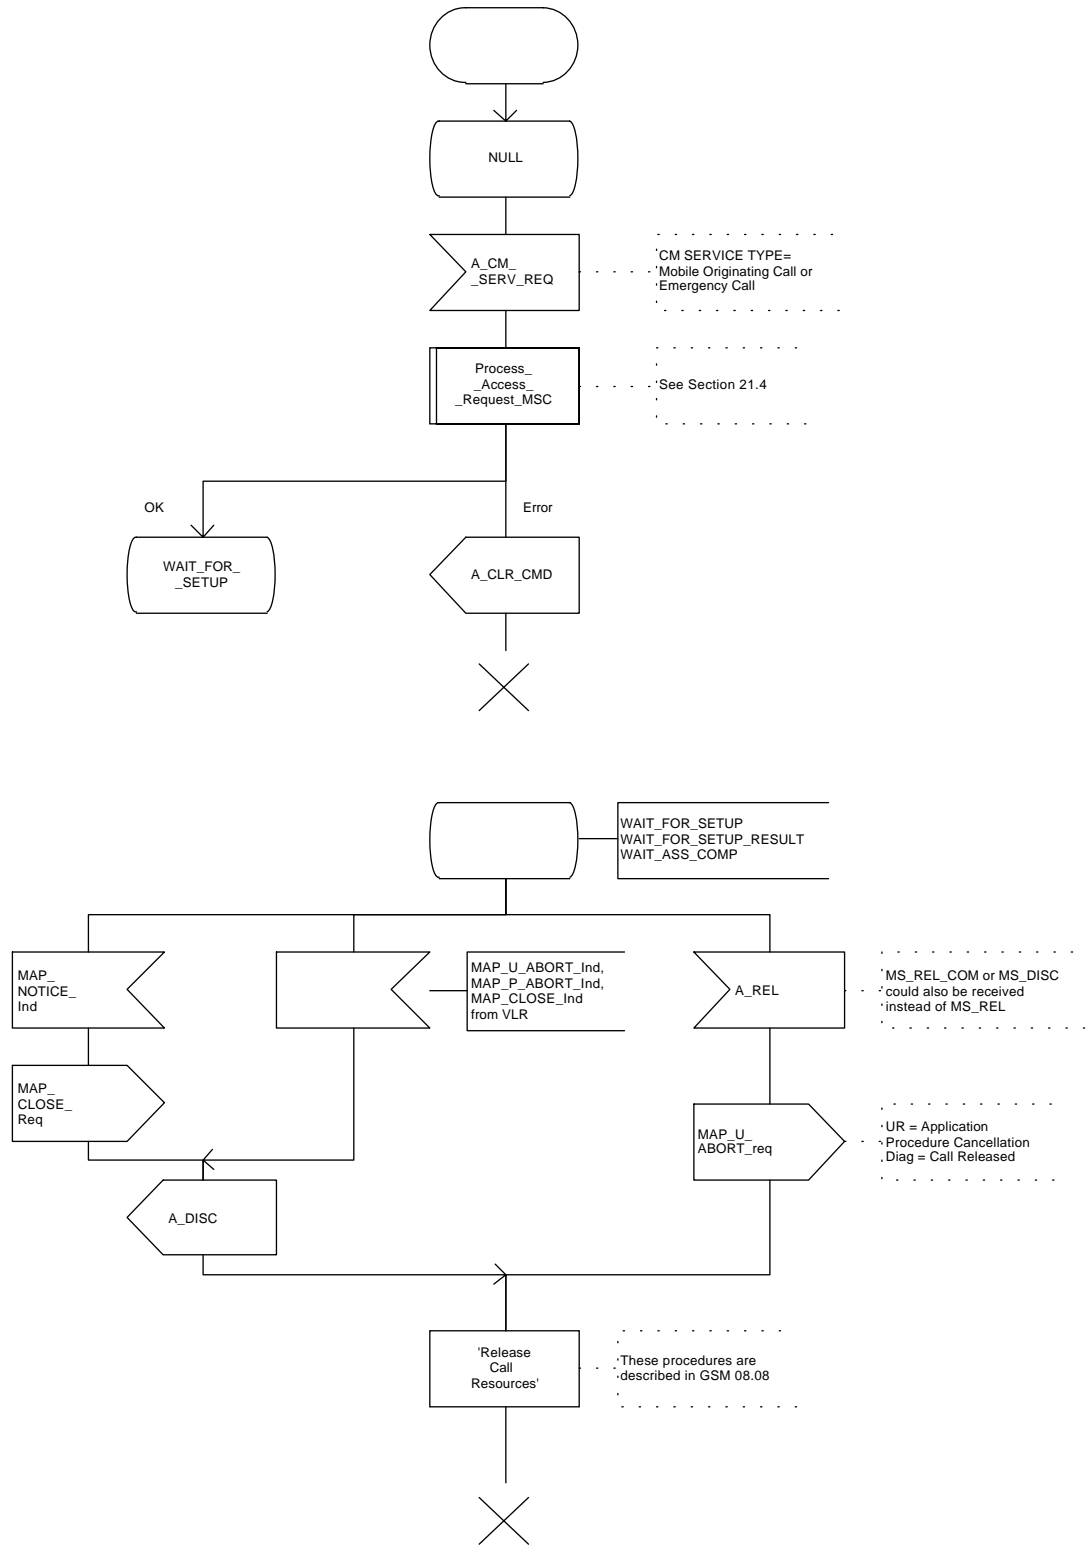 NULL
A_CM_
_SERV_REQ
CM SERVICE TYPE=
Mobile Originating Call or
Emergency Call
Process_
_Access_
_Request_MSC
See Section 21.4
OK
Error
WAIT_FOR_
_SETUP
A_CLR_CMD
WAIT_FOR_SETUP
WAIT_FOR_SETUP_RESULT
WAIT_ASS_COMP
MAP_
NOTICE_
Ind
MAP_U_ABORT_Ind,
MAP_P_ABORT_Ind,
MAP_CLOSE_Ind
from VLR
A_REL
MS_REL_COM or MS_DISC
could also be received
instead of MS_REL
MAP_
CLOSE_
Req
MAP_U_
ABORT_req
UR = Application
Procedure Cancellation
Diag = Call Released
A_DISC
'Release
Call
Resources'
These procedures are
described in GSM 08.08